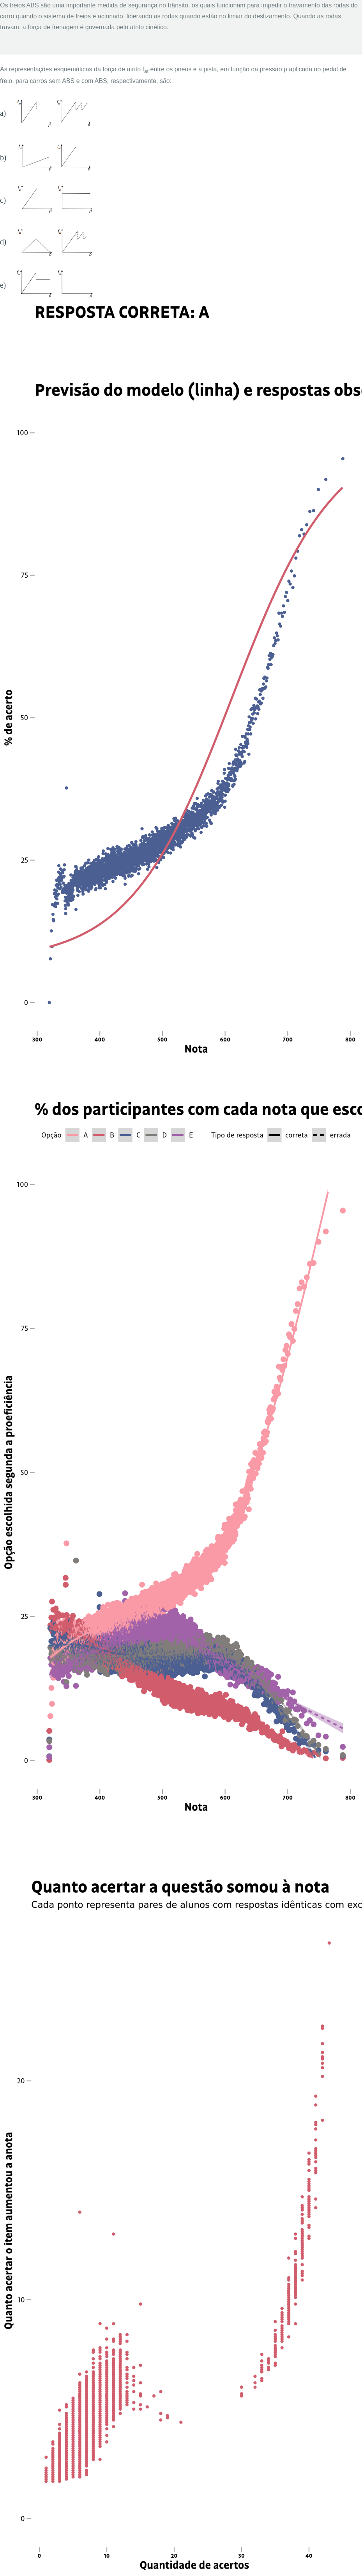 Os freios ABS são uma importante medida de segurança no trânsito, os quais funcionam para impedir o travamento das rodas do
carro quando o sistema de freios é acionado, liberando as rodas quando estão no limiar do deslizamento. Quando as rodas
travam, a força de frenagem é governada pelo atrito cinético.
As representações esquemáticas da força de atrito fat entre os pneus e a pista, em função da pressão p aplicada no pedal de
freio, para carros sem ABS e com ABS, respectivamente, são:
a)
b)
c)
d)
e)
RESPOSTA CORRETA: A
Previsão do modelo (linha) e respostas obs
% de acerto
100
75
50
25
0
300 400 500 600 700 800
Nota
% dos participantes com cada nota que esco
Opção A B C D E Tipo de resposta correta errada
Opção escolhida segunda a proeficiência
100
75
50
25
0
300 400 500 600 700 800
Nota
Quanto acertar a questão somou à nota
Cada ponto representa pares de alunos com respostas idênticas com exc
Quanto acertar o item aumentou a anota
20
10
0
0 10 20 30 40
Quantidade de acertos